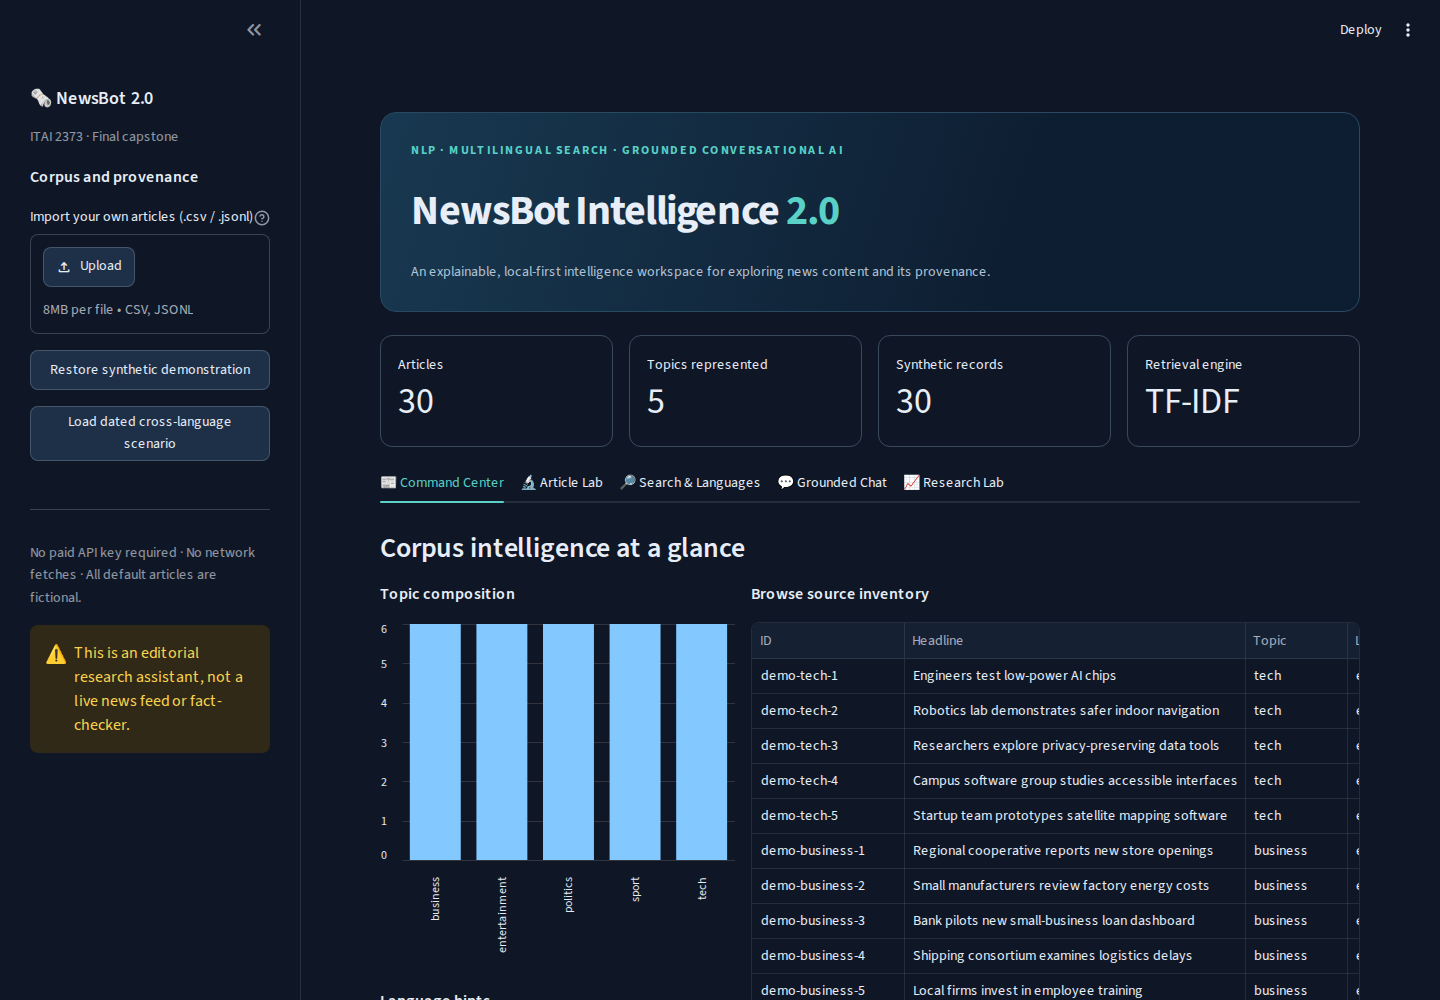 NewsBot 2.0
ITAI 2373 · Final capstone
Corpus and provenance
Import your own articles (.csv / .jsonl)
Upload
8MB per file • CSV, JSONL
Restore synthetic demonstration
Load dated cross-language
scenario
No paid API key required · No network
fetches · All default articles are
fictional.
This is an editorial
research assistant, not a
live news feed or fact-
checker.
Deploy
NLP · MULTILINGUAL SEARCH · GROUNDED CONVERSATIONAL AI
NewsBot Intelligence 2.0
An explainable, local-first intelligence workspace for exploring news content and its provenance.
Articles
30
Topics represented
5
Synthetic records
30
Retrieval engine
TF-IDF
Command Center
Article Lab
Search & Languages
Grounded Chat
Research Lab
Corpus intelligence at a glance
Topic composition
6
5
4
3
2
1
0
business
entertainment
politics
sport
tech
Language hints
Browse source inventory
ID Headline Topic
demo-tech-1 Engineers test low-power AI chips tech
demo-tech-2 Robotics lab demonstrates safer indoor navigation tech
demo-tech-3 Researchers explore privacy-preserving data tools tech
demo-tech-4 Campus software group studies accessible interfaces tech
demo-tech-5 Startup team prototypes satellite mapping software tech
demo-business-1 Regional cooperative reports new store openings business
demo-business-2 Small manufacturers review factory energy costs business
demo-business-3 Bank pilots new small-business loan dashboard business
demo-business-4 Shipping consortium examines logistics delays business
demo-business-5 Local firms invest in employee training business